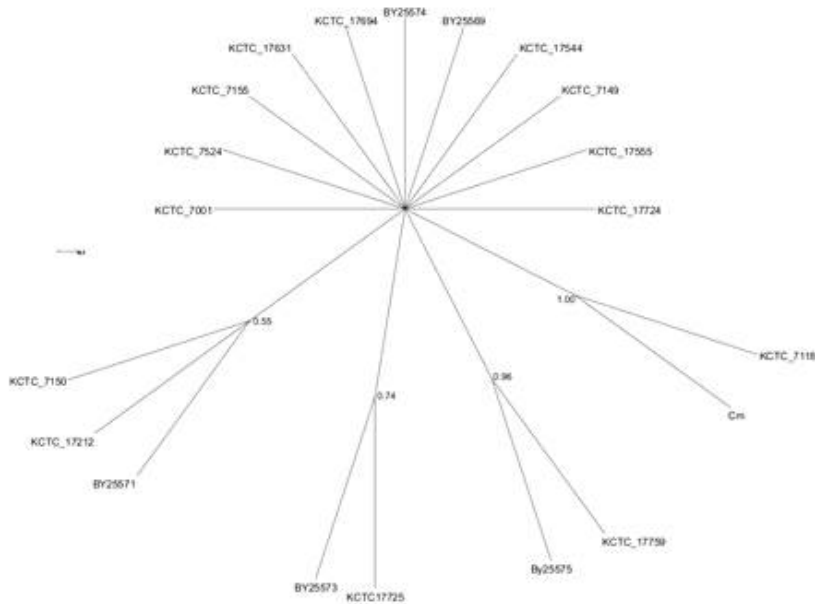 BY25574
KCTC_17694
BY25569
KCTC_17631
KCTC_17544
KCTC_7155
KCTC_7149
KCTC_7524
KCTC_17555
KCTC_7001
KCTC_17724
1.00
0.55
KCTC_7118
KCTC_7150
0.96
0.74
Cm
KCTC_17212
BY25571
KCTC_17759
By25575
BY25573
KCTC17725